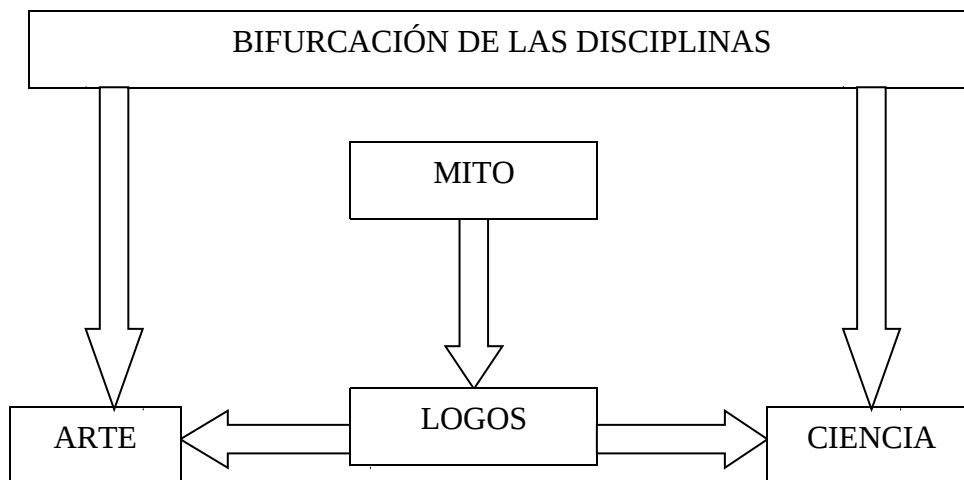 BIFURCACIÓN DE LAS DISCIPLINAS
MITO
LOGOS
ARTE
CIENCIA